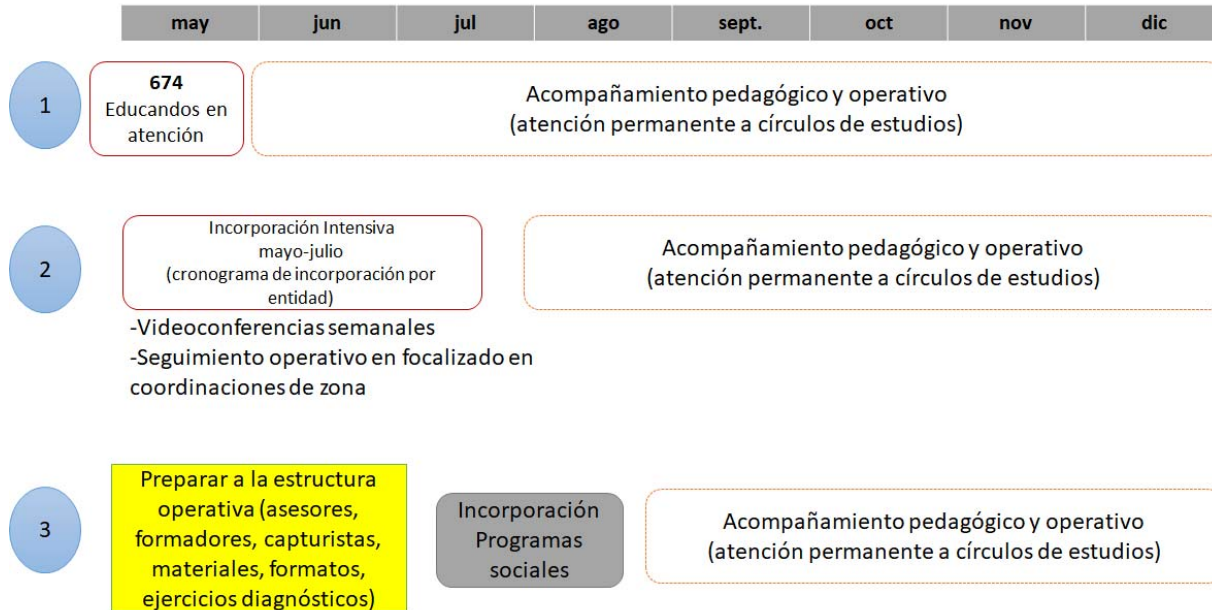 may jun jul ago sept. oct nov dic
1
674
Educandos en
atención
Acompañamiento pedagógico y operativo
(atención permanente a círculos de estudios)
2
Incorporación Intensiva
mayo-julio
(cronograma de incorporación por
entidad)
Acompañamiento pedagógico y operativo
(atención permanente a círculos de estudios)
-Videoconferencias semanales
-Seguimiento operativo en focalizado en
coordinaciones de zona
3
Preparar a la estructura
operativa (asesores,
formadores, capturistas,
materiales, formatos,
ejercicios diagnósticos)
Incorporación
Programas
sociales
Acompañamiento pedagógico y operativo
(atención permanente a círculos de estudios)